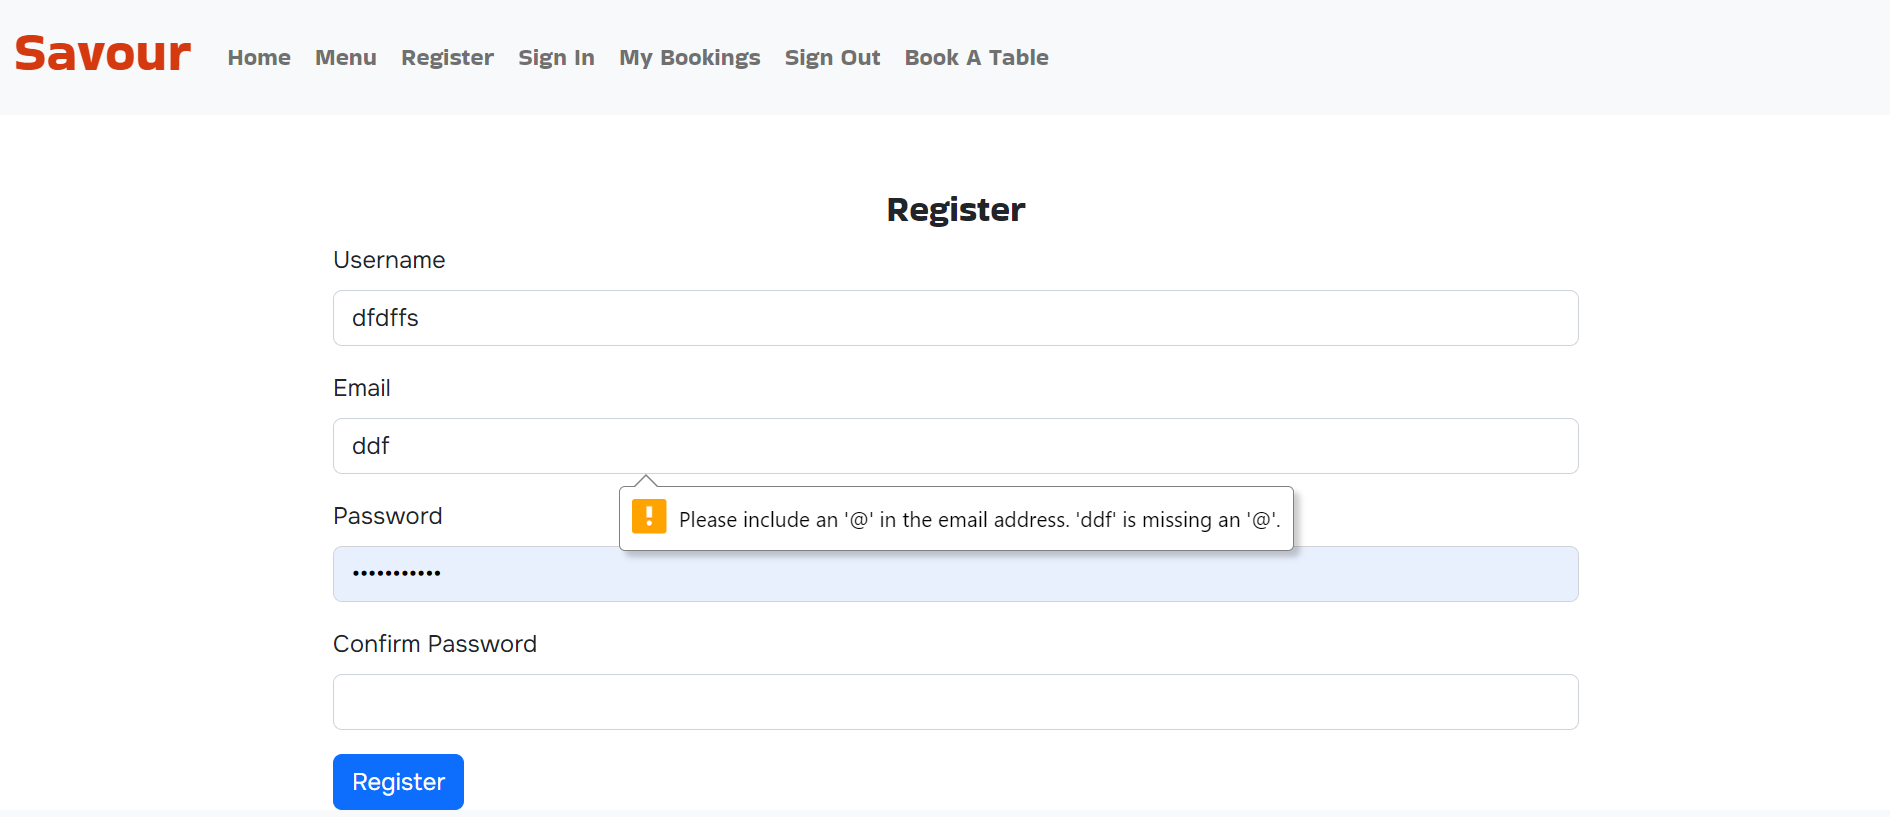 Savour Home Menu Register Sign In My Bookings Sign Out Book A Table
Register
Username
dfdffs
Email
ddf
Please include an '@' in the email address. 'ddf' is missing an '@'.
Password
•••••••••••
Confirm Password
Register